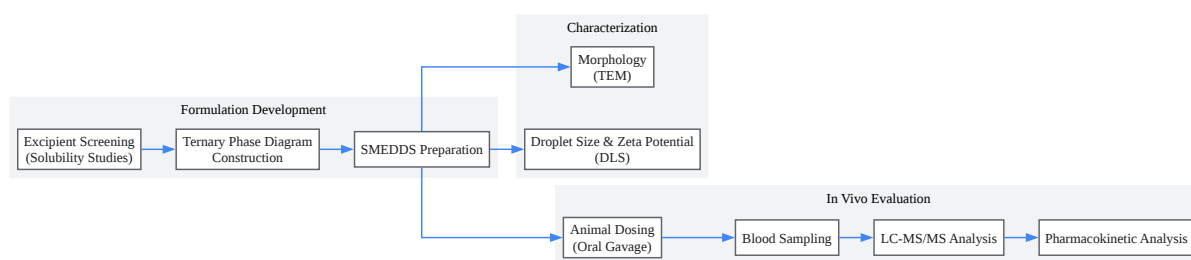 Characterization
Morphology
(TEM)
Formulation Development
Excipient Screening
(Solubility Studies)
Ternary Phase Diagram
Construction
SMEDDS Preparation
Droplet Size & Zeta Potential
(DLS)
In Vivo Evaluation
Animal Dosing
(Oral Gavage)
Blood Sampling
LC-MS/MS Analysis
Pharmacokinetic Analysis